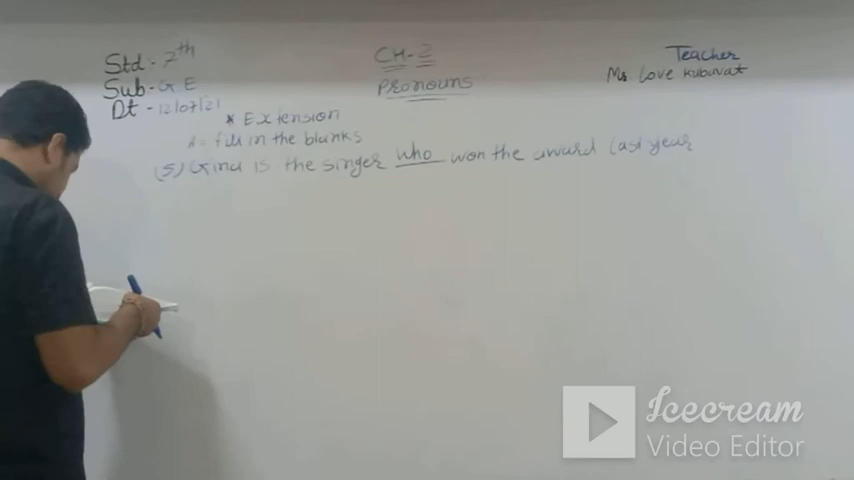 Std - 7th
Sub - G E
Dt - 12/07/21
CH-2
Pronouns
Teacher
Ms Love Kubavat
* Extension
A = fill in the blanks
(5) Gina is the singer who won the award last year
Icecream
Video Editor